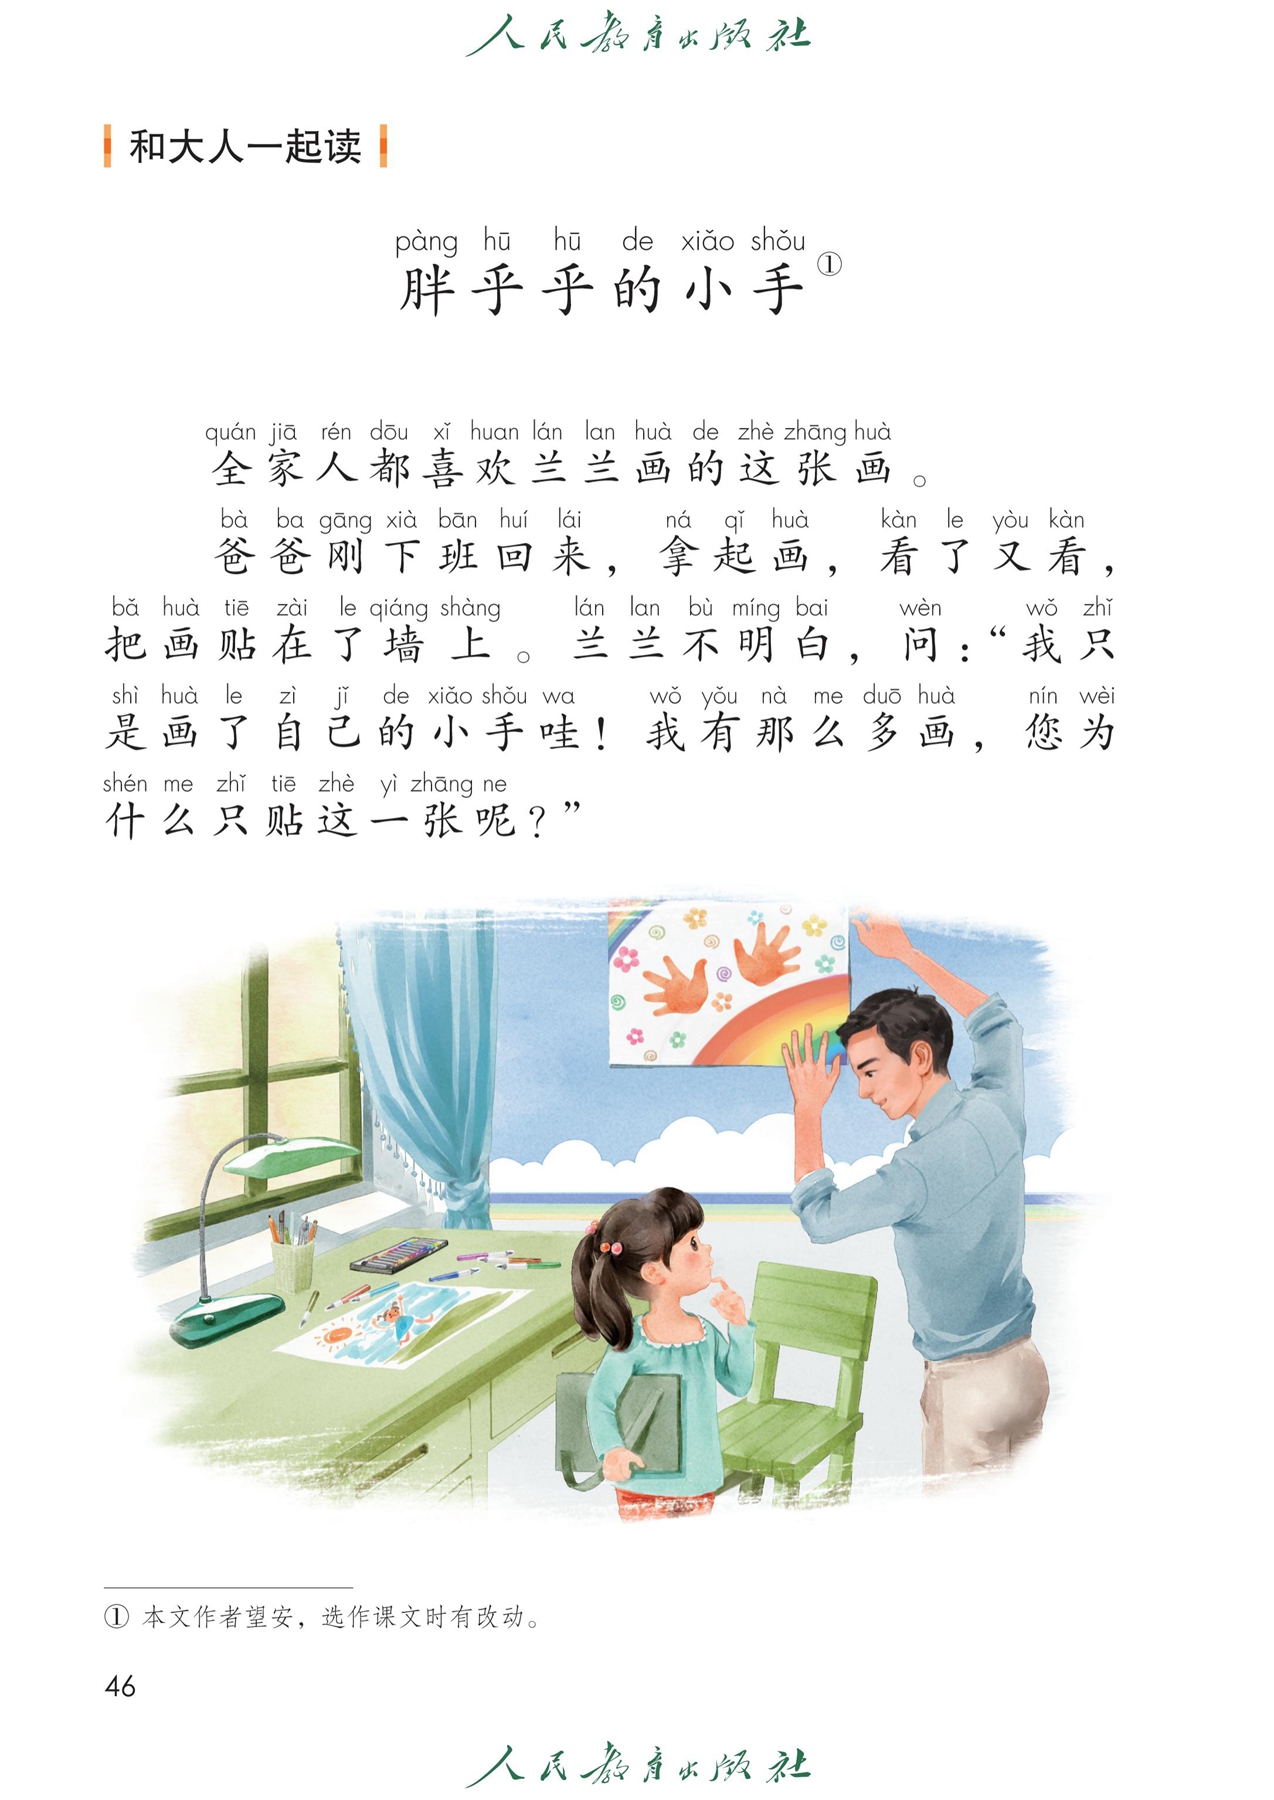 人民教育出版社
和大人一起读
pàng hū hū de xiǎo shǒu
胖乎乎的小手①
quán jiā rén dōu xǐ huan lán lan huà de zhè zhāng huà
全家人都喜欢兰兰画的这张画。
bà ba gāng xià bān huí lái ná qǐ huà kàn le yòu kàn
爸爸刚下班回来，拿起画，看了又看，
bǎ huà tiē zài le qiáng shàng lán lan bù míng bai wèn wǒ zhǐ
把画贴在了墙上。兰兰不明白，问：“我只
shì huà le zì jǐ de xiǎo shǒu wa wǒ yǒu nà me duō huà nín wèi
是画了自己的小手哇！我有那么多画，您为
shén me zhǐ tiē zhè yì zhāng ne
什么只贴这一张呢？”
① 本文作者望安，选作课文时有改动。
46
人民教育出版社